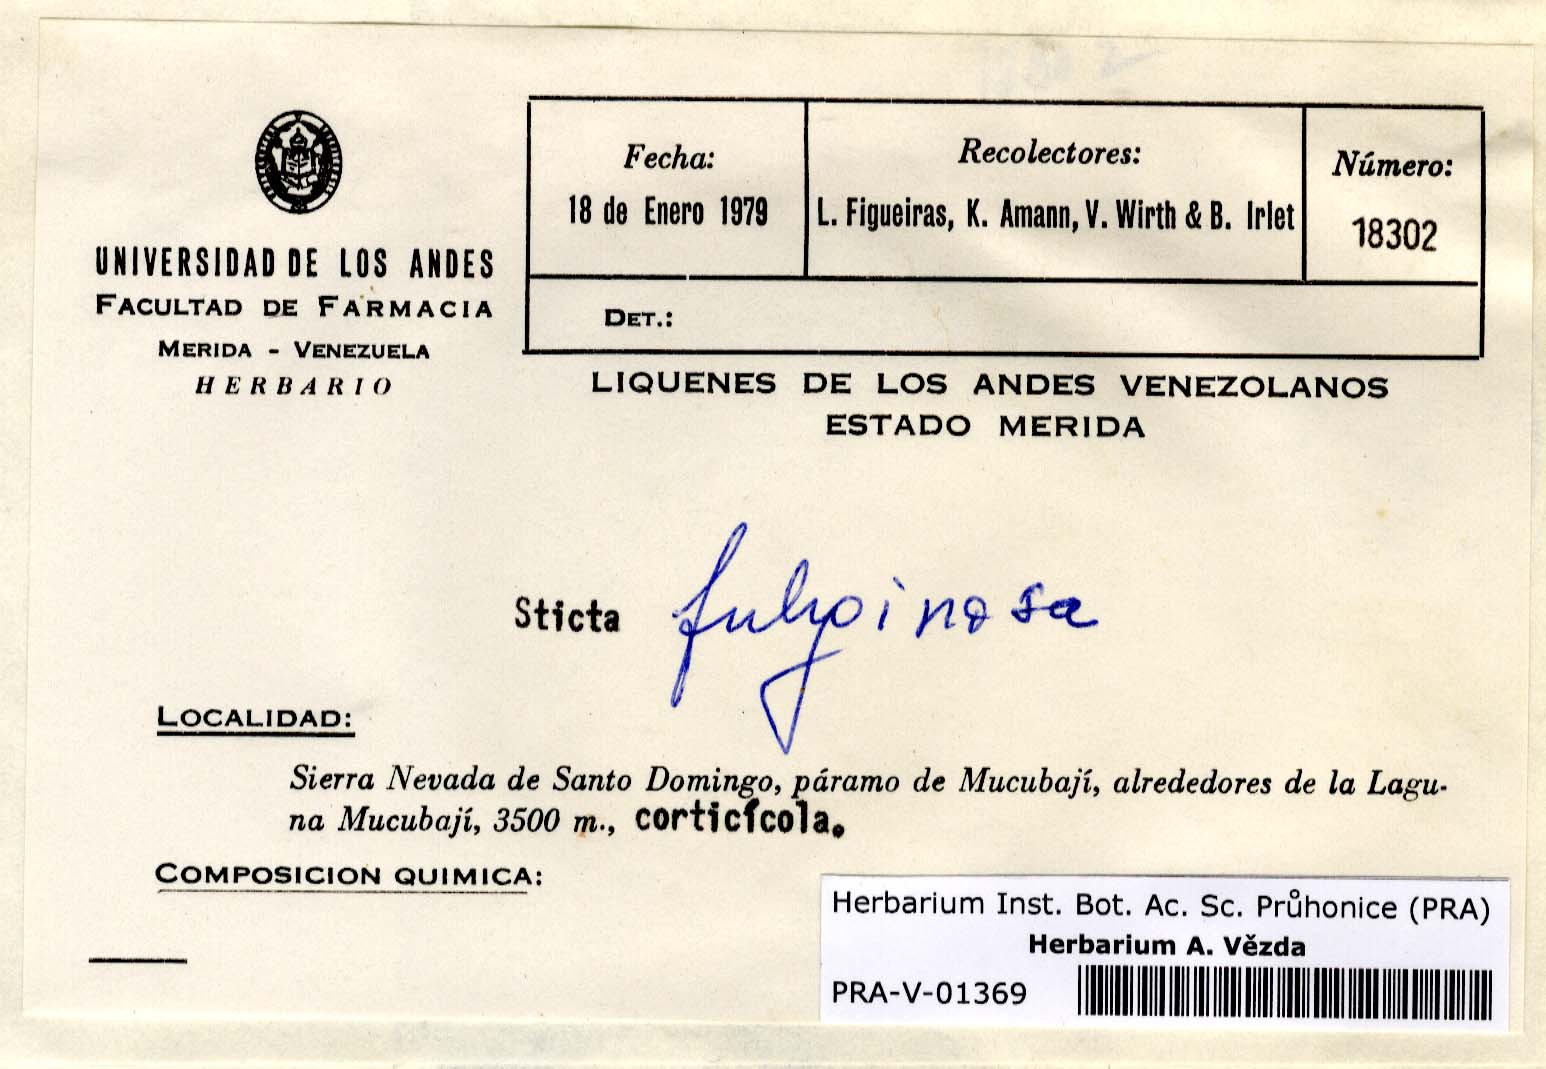 UNIVERSIDAD DE LOS ANDES
FACULTAD DE FARMACIA
MERIDA - VENEZUELA
HERBARIO
Fecha:
18 de Enero 1979
Recolectores:
L. Figueiras, K. Amann, V. Wirth & B. Irlet
Número:
18302
DET.:
LIQUENES DE LOS ANDES VENEZOLANOS
ESTADO MERIDA
Sticta
LOCALIDAD:
Sierra Nevada de Santo Domingo, páramo de Mucubají, alrededores de la Lagu-
na Mucubají, 3500 m., corticícola.
COMPOSICION QUIMICA:
Herbarium Inst. Bot. Ac. Sc. Průhonice (PRA)
Herbarium A. Vězda
PRA-V-01369